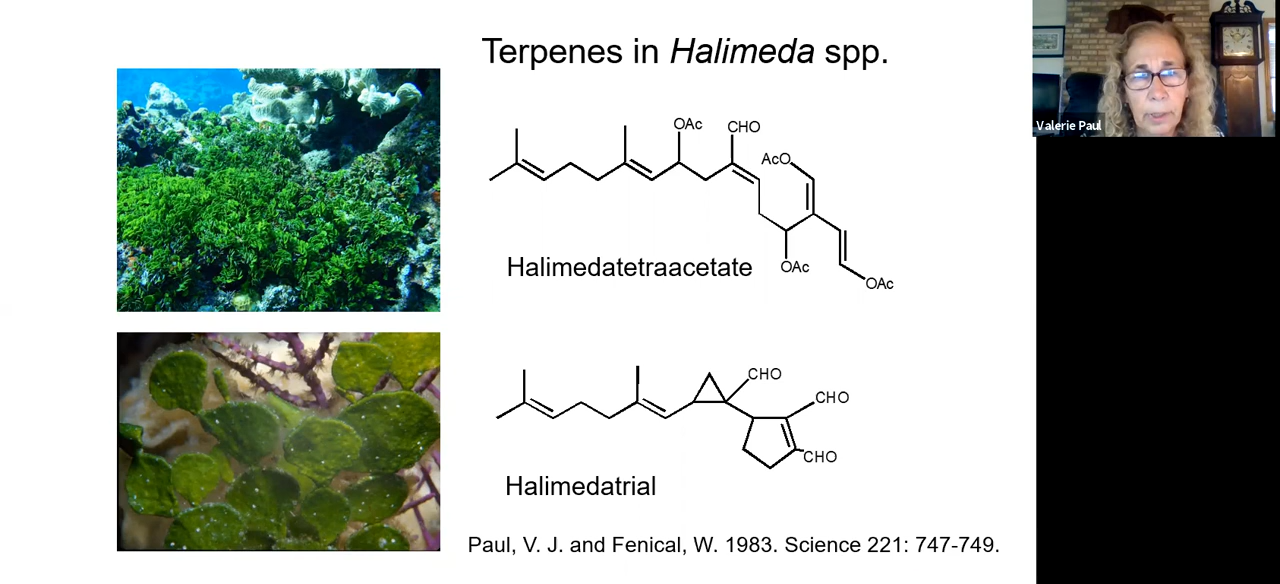 Terpenes in Halimeda spp.
OAc
CHO
AcO
Halimedatetraacetate
OAc
OAc
CHO
CHO
CHO
Halimedatrial
Paul, V. J. and Fenical, W. 1983. Science 221: 747-749.
Valerie Paul